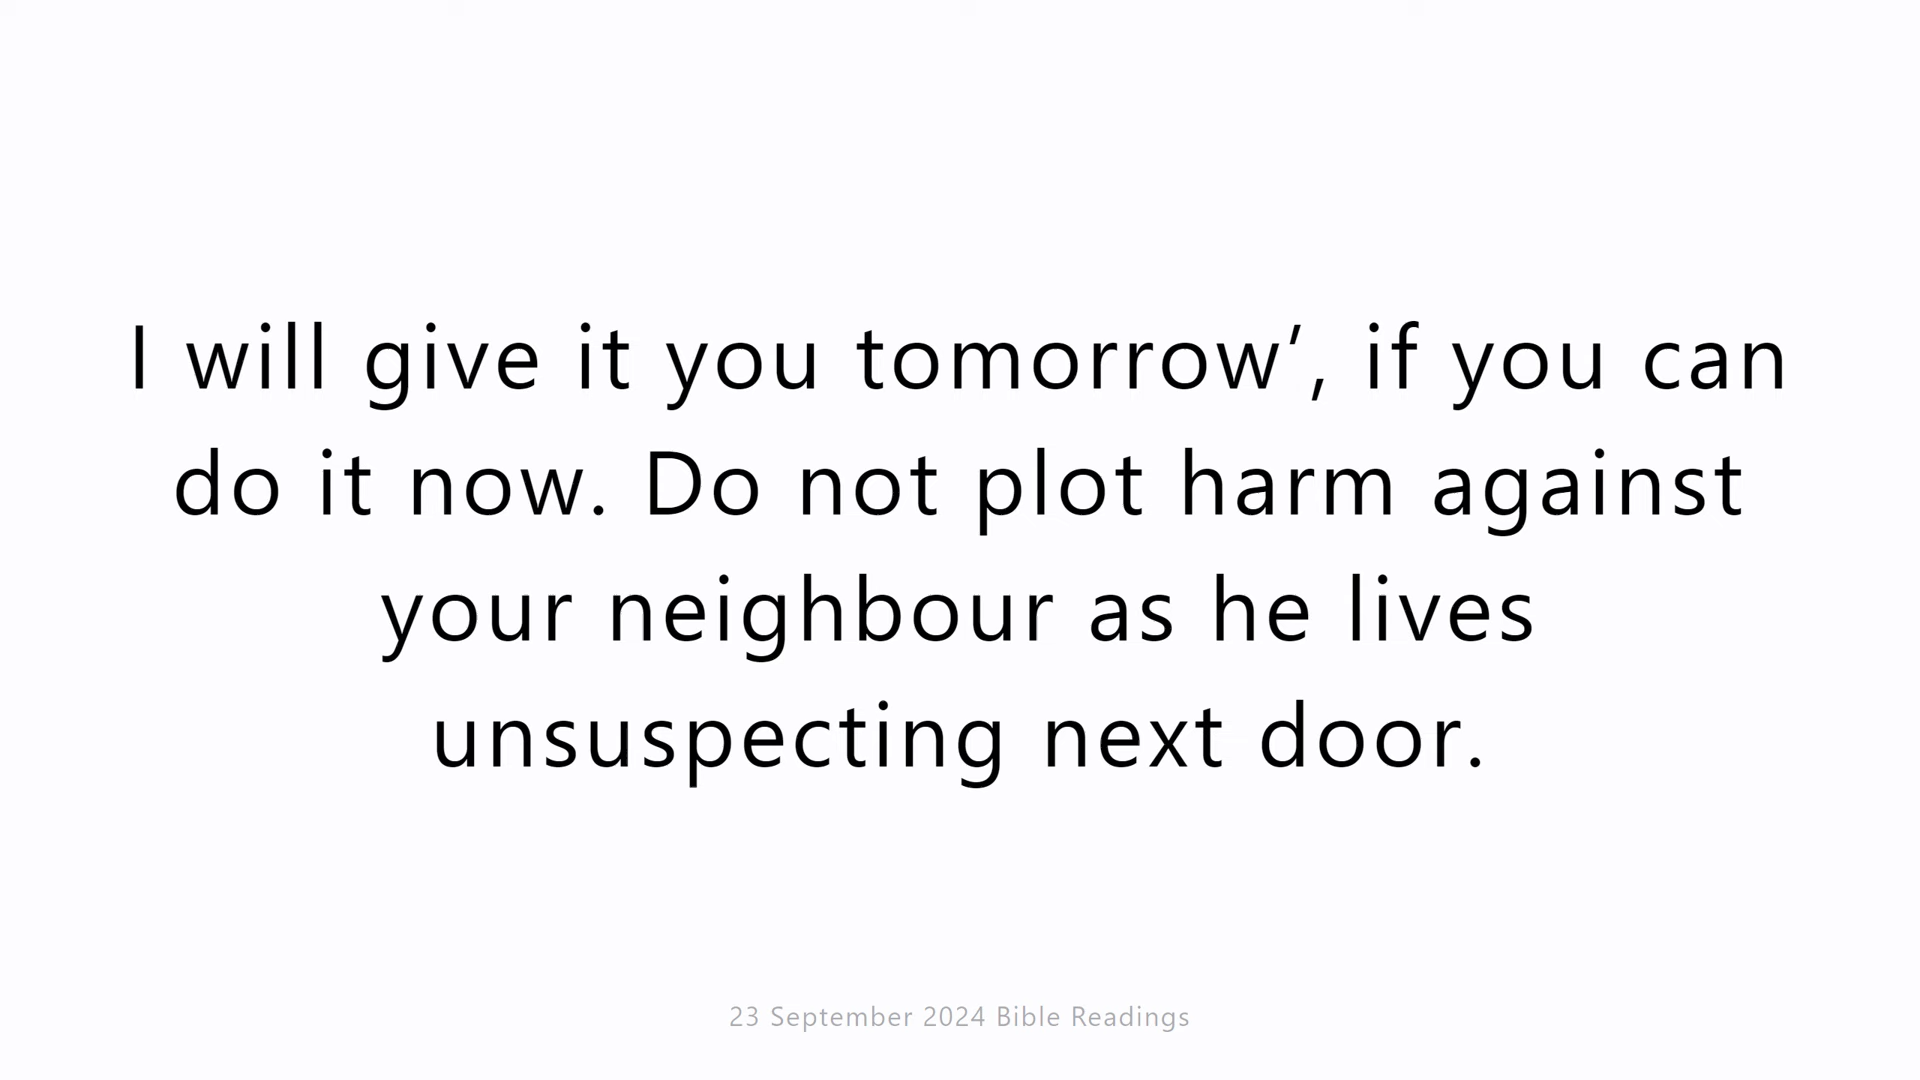 I will give it you tomorrow’, if you can
do it now. Do not plot harm against
your neighbour as he lives
unsuspecting next door.
23 September 2024 Bible Readings